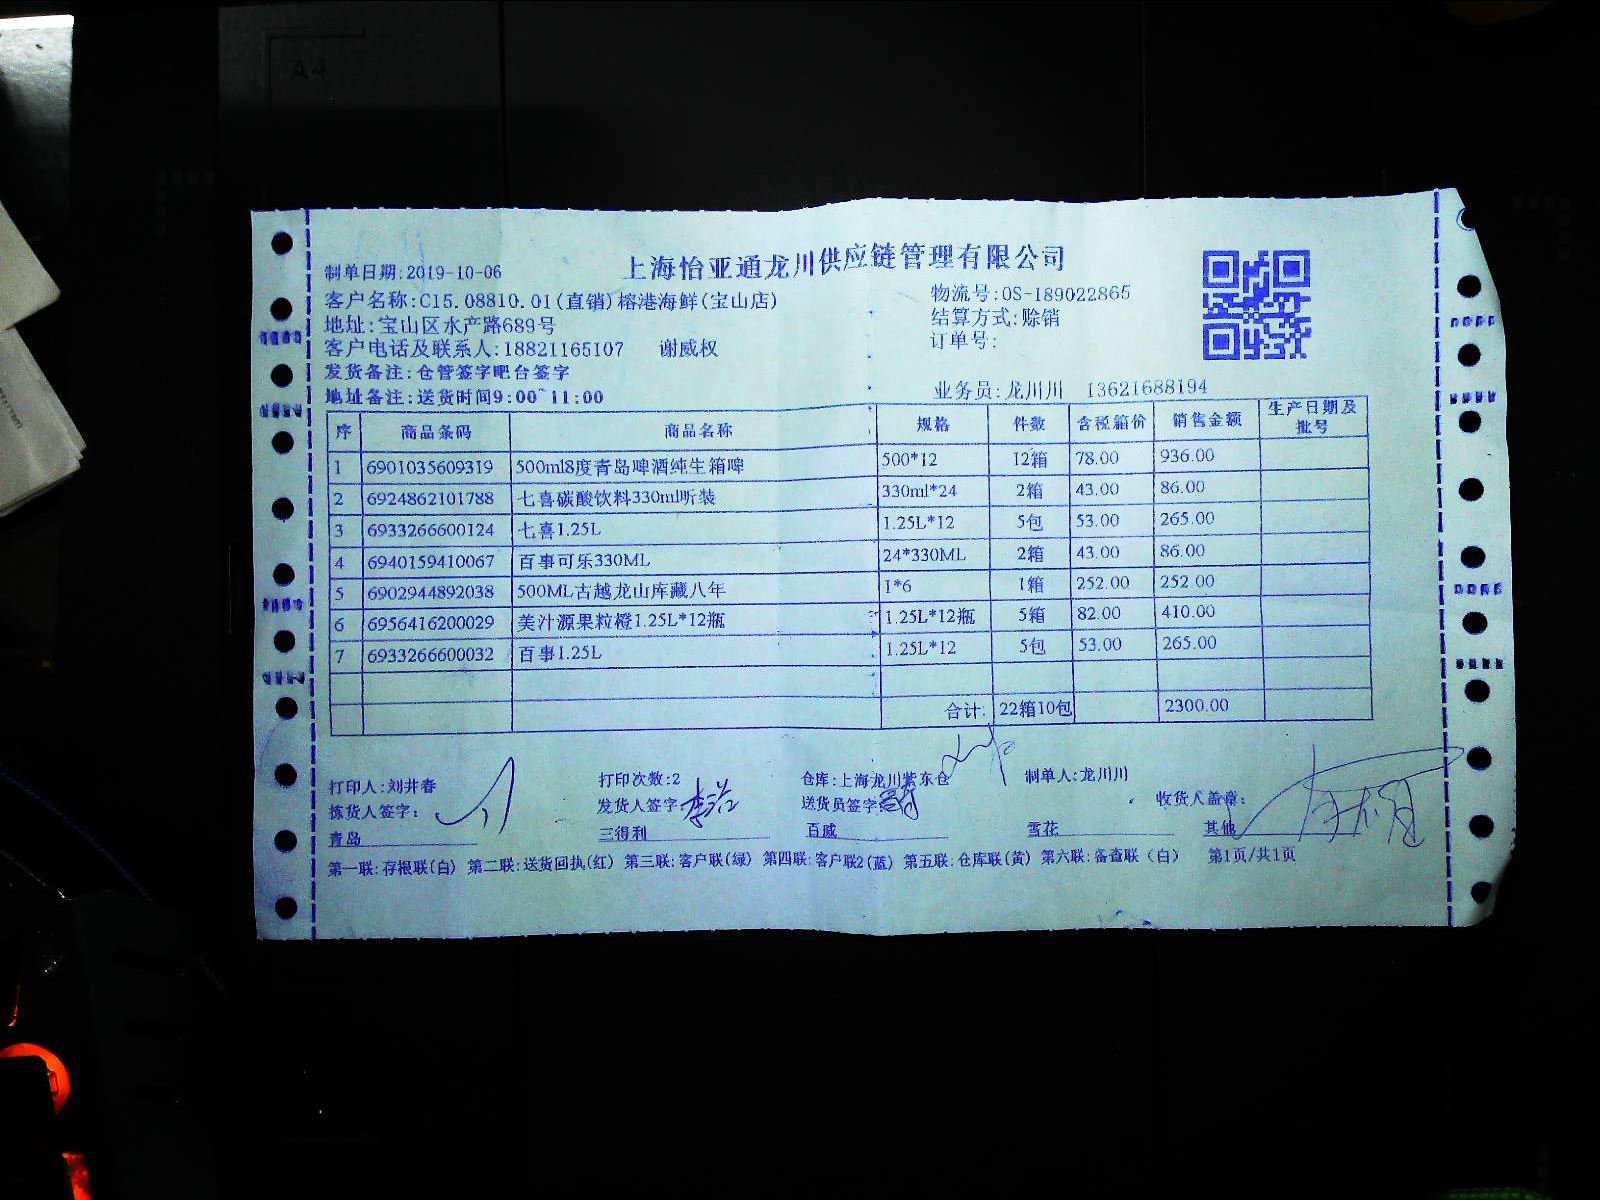 A4
上海怡亚通龙川供应链管理有限公司
制单日期:2019-10-06
客户名称:C15.08810.01(直销)榕港海鲜(宝山店) 物流号:OS-189022865
地址:宝山区水产路689号 结算方式:赊销
客户电话及联系人:18821165107 谢威权 订单号:
发货备注:仓管签字吧台签字
地址备注:送货时间9:00~11:00 业务员:龙川川 13621688194
序 商品条码 商品名称 规格 件数 含税箱价 销售金额 生产日期及批号
1 6901035609319 500ml8度青岛啤酒纯生箱啤 500*12 12箱 78.00 936.00
2 6924862101788 七喜碳酸饮料330ml听装 330ml*24 2箱 43.00 86.00
3 6933266600124 七喜1.25L 1.25L*12 5包 53.00 265.00
4 6940159410067 百事可乐330ML 24*330ML 2箱 43.00 86.00
5 6902944892038 500ML古越龙山库藏八年 1*6 1箱 252.00 252.00
6 6956416200029 美汁源果粒橙1.25L*12瓶 1.25L*12瓶 5箱 82.00 410.00
7 6933266600032 百事1.25L 1.25L*12 5包 53.00 265.00
合计: 22箱10包 2300.00
打印人:刘井春 打印次数:2 仓库:上海龙川紫东仓 制单人:龙川川
拣货人签字: 发货人签字: 送货员签字: 收货人盖章:
青岛 三得利 百威 雪花 其他
第一联:存根联(白) 第二联:送货回执(红) 第三联:客户联(绿) 第四联:客户联2(蓝) 第五联:仓库联(黄) 第六联:备查联（白） 第1页/共1页